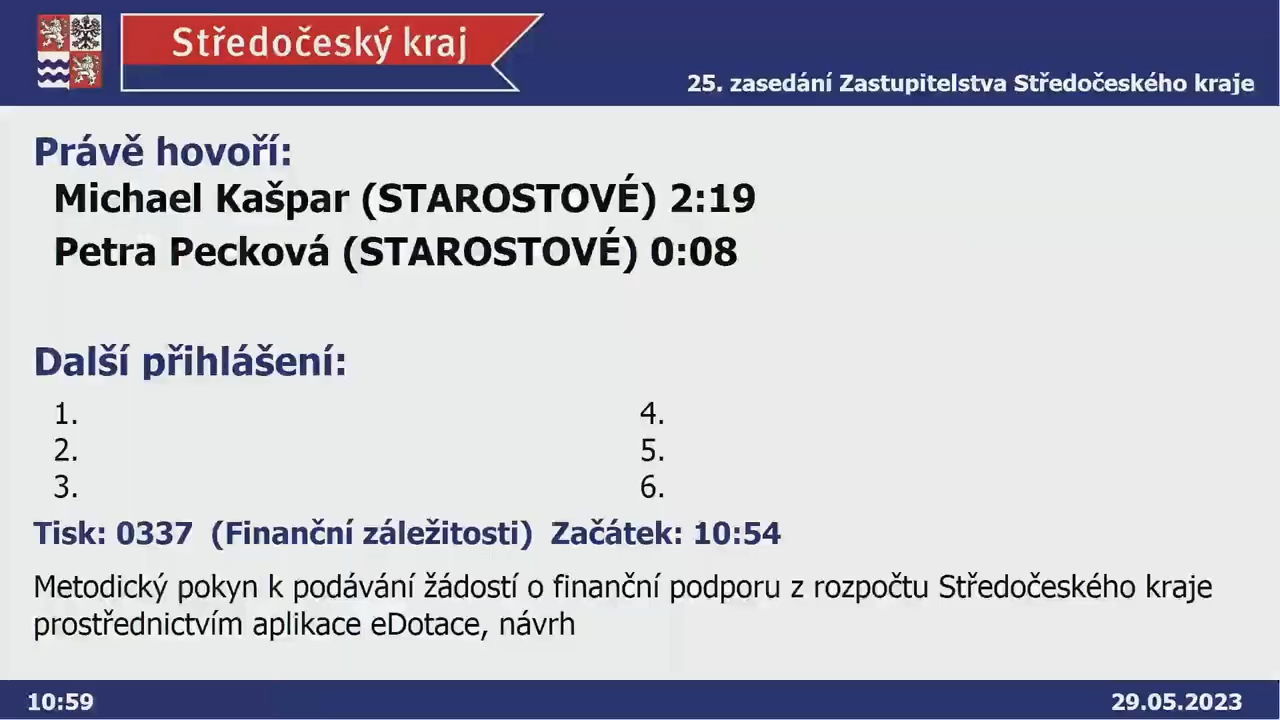 Středočeský kraj
25. zasedání Zastupitelstva Středočeského kraje
Právě hovoří:
Michael Kašpar (STAROSTOVÉ) 2:19
Petra Pecková (STAROSTOVÉ) 0:08
Další přihlášení:
1.
2.
3.
4.
5.
6.
Tisk: 0337 (Finanční záležitosti) Začátek: 10:54
Metodický pokyn k podávání žádostí o finanční podporu z rozpočtu Středočeského kraje
prostřednictvím aplikace eDotace, návrh
10:59
29.05.2023